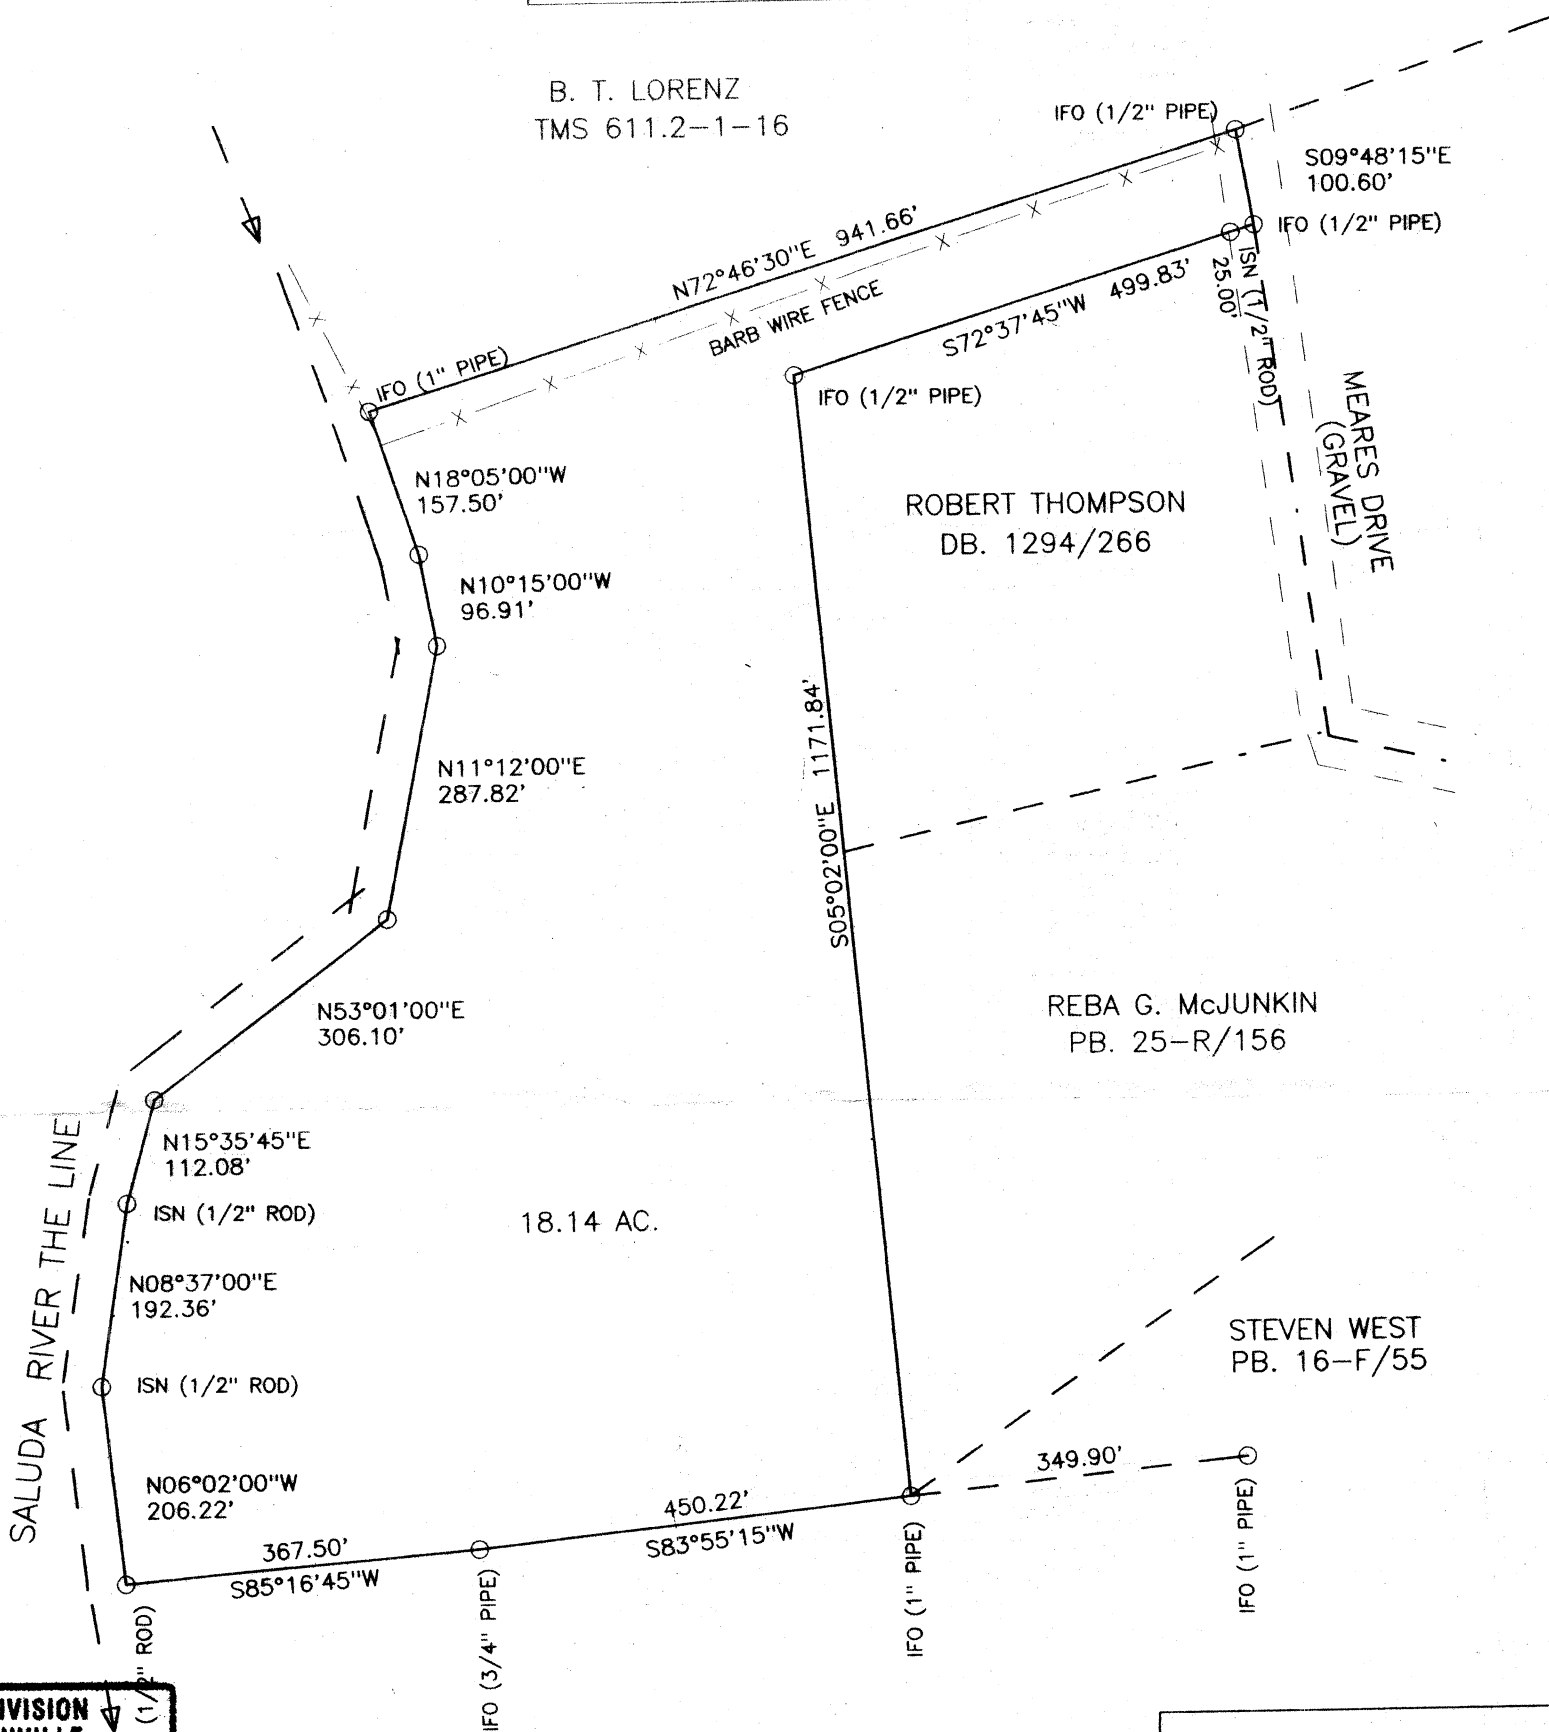 B. T. LORENZ
TMS 611.2-1-16
IFO (1/2" PIPE)
S09°48'15"E
100.60'
IFO (1/2" PIPE)
N72°46'30"E 941.66'
BARB WIRE FENCE
S72°37'45"W 499.83'
25.00'
ISN (1/2" ROD)
IFO (1" PIPE)
IFO (1/2" PIPE)
MEARES DRIVE
(GRAVEL)
N18°05'00"W
157.50'
ROBERT THOMPSON
DB. 1294/266
N10°15'00"W
96.91'
N11°12'00"E
287.82'
S05°02'00"E 1171.84'
N53°01'00"E
306.10'
REBA G. McJUNKIN
PB. 25-R/156
N15°35'45"E
112.08'
ISN (1/2" ROD)
18.14 AC.
N08°37'00"E
192.36'
SALUDA RIVER THE LINE
ISN (1/2" ROD)
STEVEN WEST
PB. 16-F/55
N06°02'00"W
206.22'
349.90'
450.22'
S83°55'15"W
367.50'
S85°16'45"W
(1/2" ROD)
IFO (3/4" PIPE)
IFO (1" PIPE)
IFO (1" PIPE)
IVISION